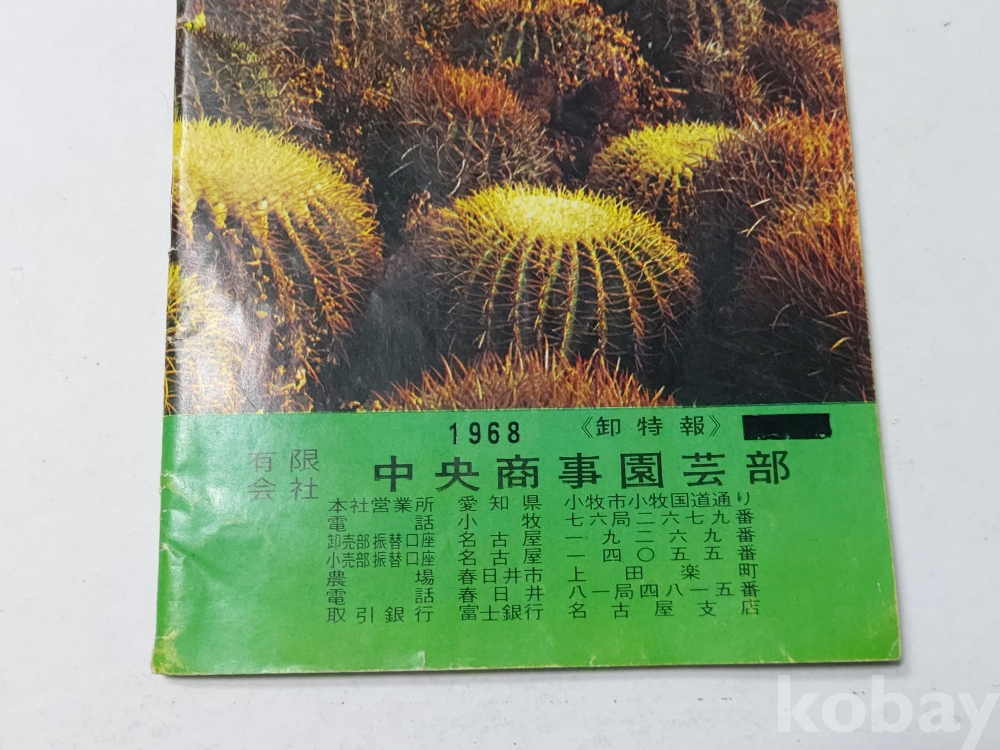 1968 《卸特報》
有限会社 中央商事園芸部
本社営業所 愛知県 小牧市小牧国道通り
電話 小牧 七六局二六七九番
卸売部振替口座 名古屋 一九二六九番
小売部振替口座 名古屋 一四〇五五番
農場 春日井市 上田楽町
電話 春日井 八一局四八一五番
取引銀行 富士銀行 名古屋支店
kobay